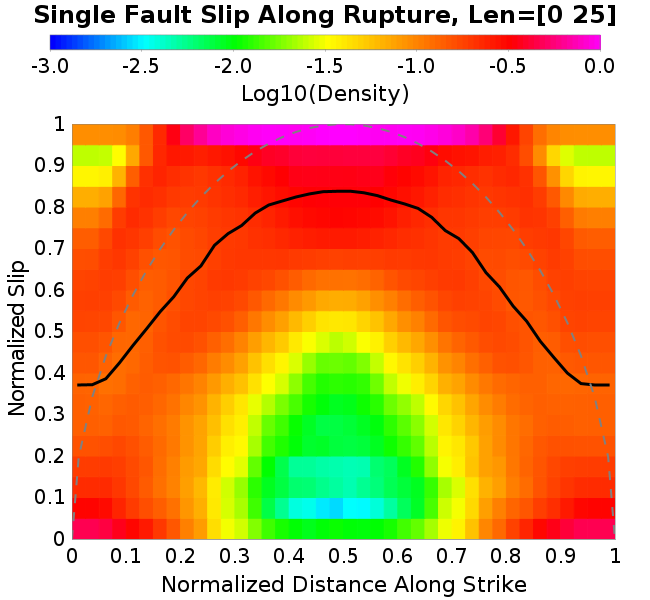 Single Fault Slip Along Rupture, Len=[0 25]
-3.0 -2.5 -2.0 -1.5 -1.0 -0.5 0.0
Log10(Density)
1
0.9
0.8
0.7
0.6
0.5
0.4
0.3
0.2
0.1
0
Normalized Slip
0 0.1 0.2 0.3 0.4 0.5 0.6 0.7 0.8 0.9 1
Normalized Distance Along Strike